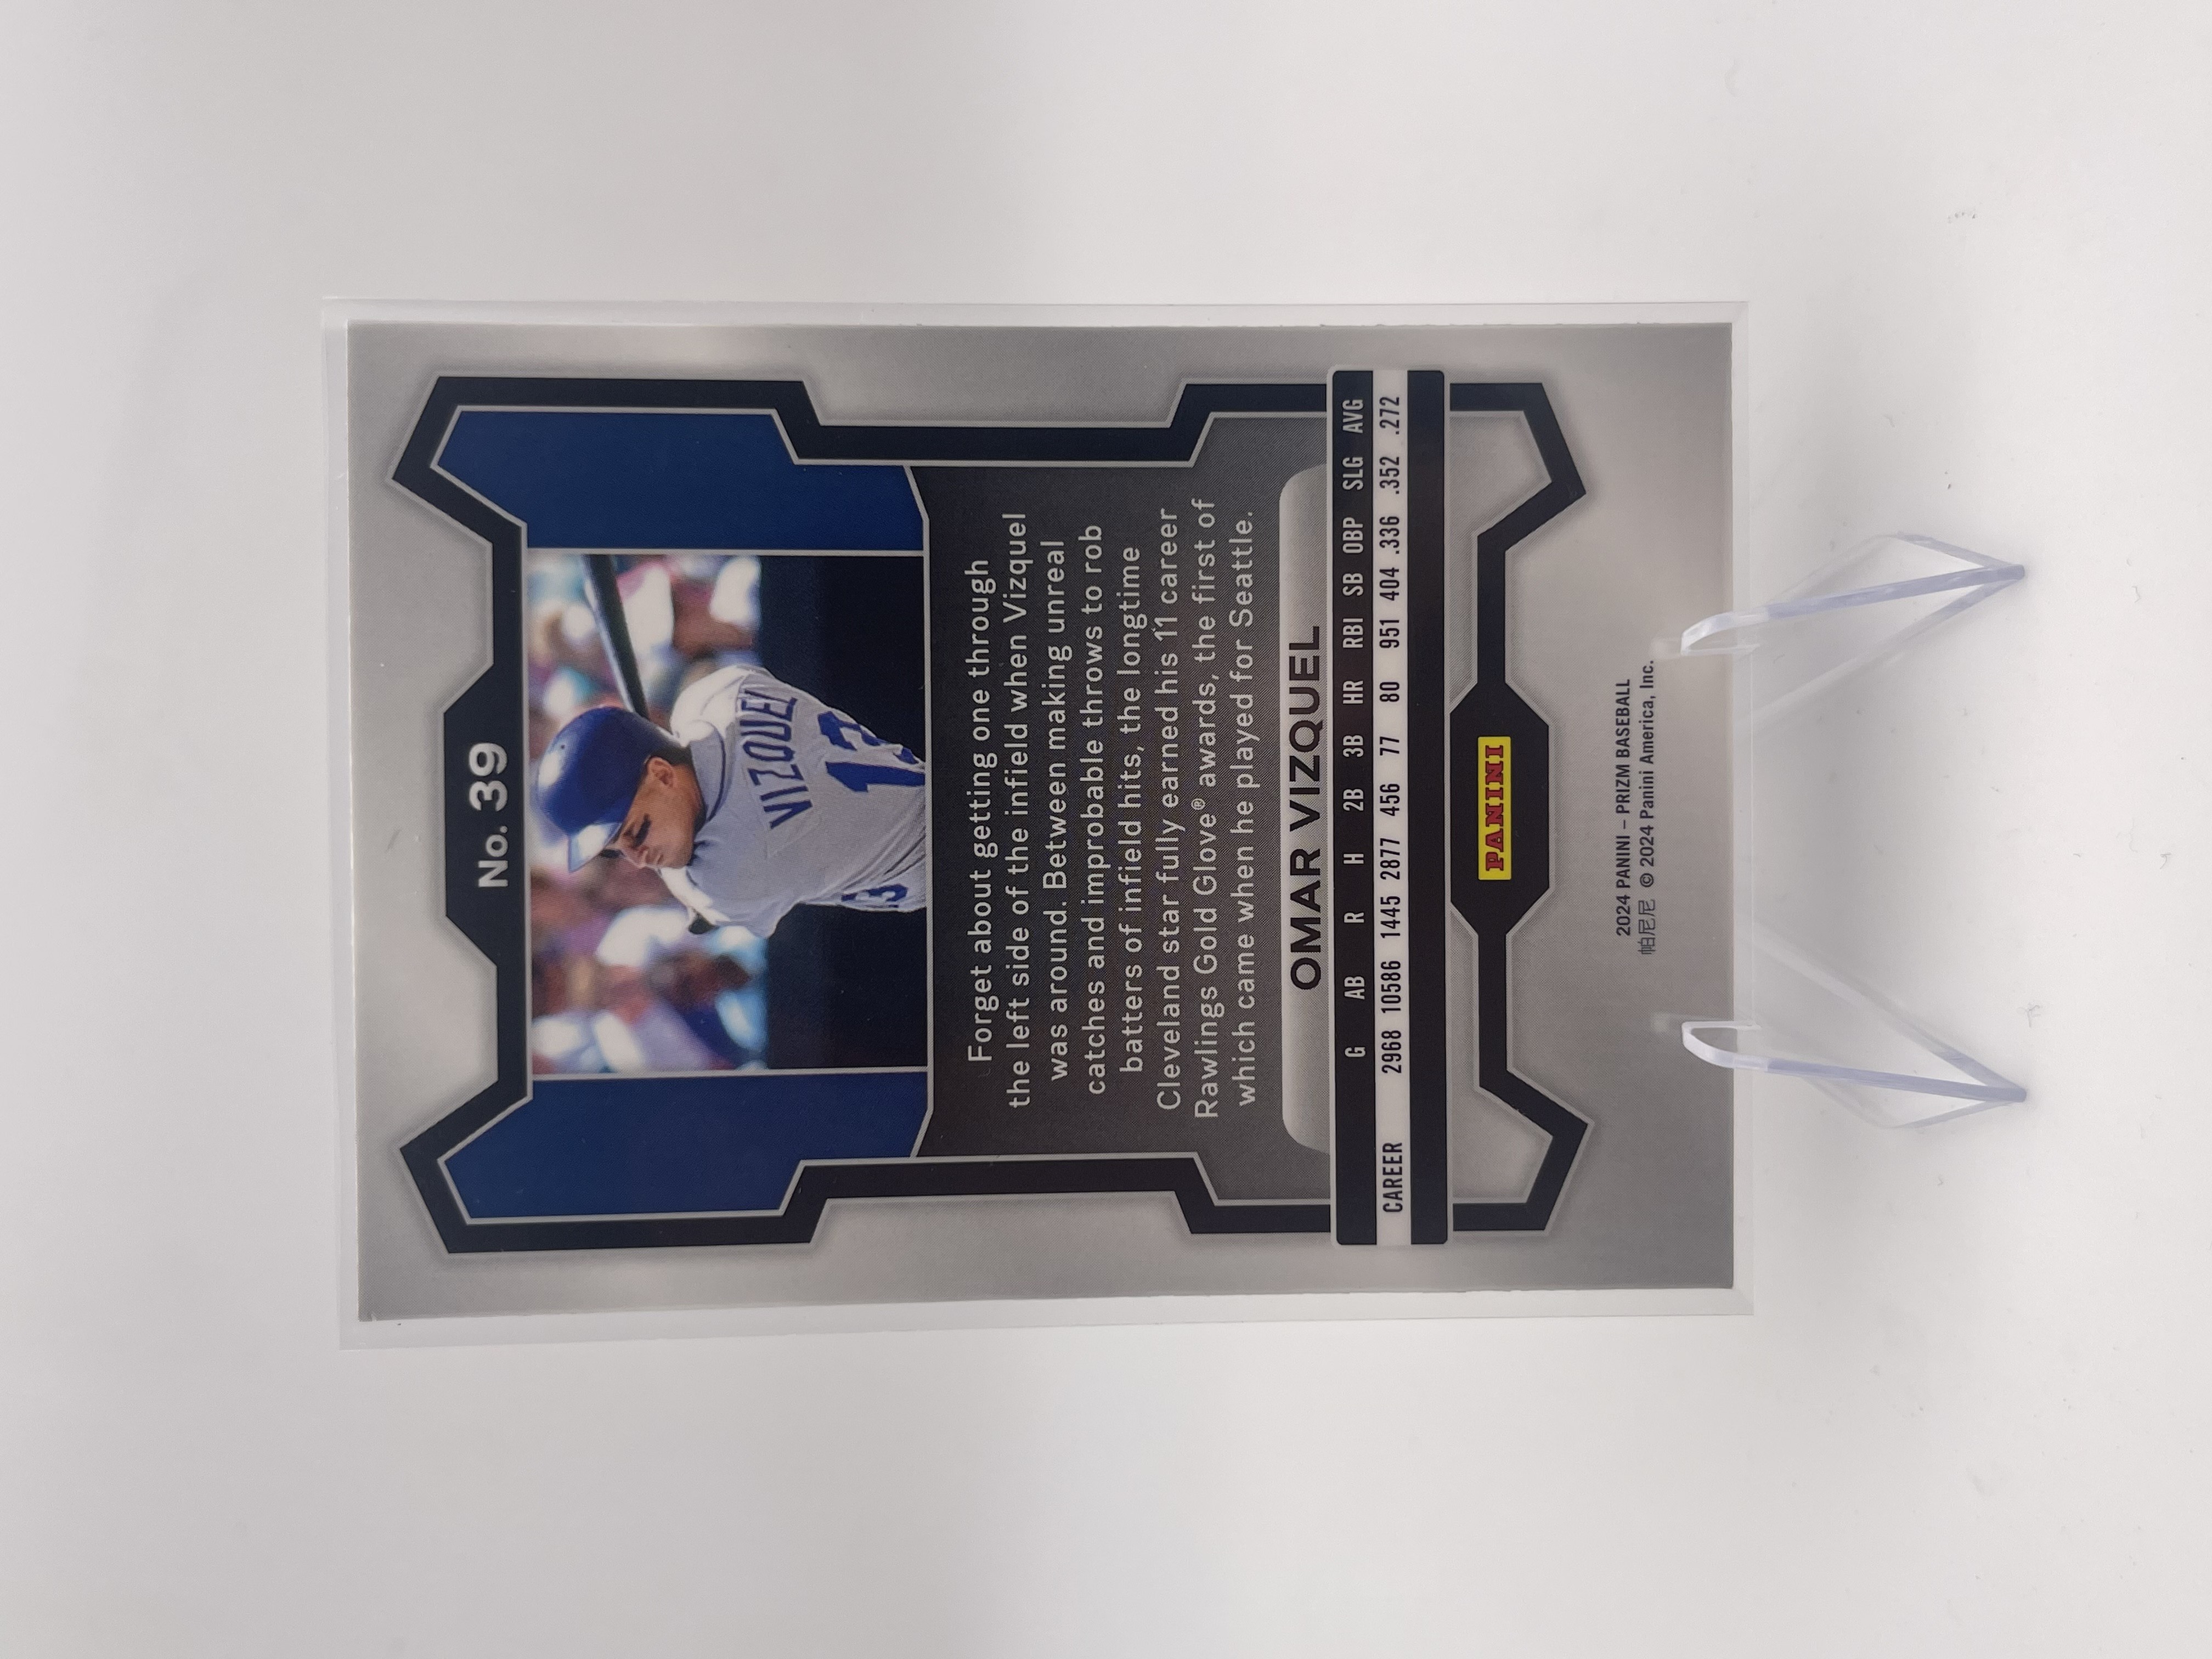 No. 39
VIZQUEL
13
13
Forget about getting one through
the left side of the infield when Vizquel
was around. Between making unreal
catches and improbable throws to rob
batters of infield hits, the longtime
Cleveland star fully earned his 11 career
Rawlings Gold Glove® awards, the first of
which came when he played for Seattle.
OMAR VIZQUEL
G AB R H 2B 3B HR RBI SB OBP SLG AVG
CAREER 2968 10586 1445 2877 456 77 80 951 404 .336 .352 .272
PANINI
2024 PANINI – PRIZM BASEBALL
帕尼尼 © 2024 Panini America, Inc.